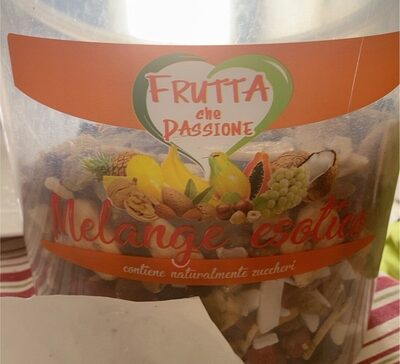 FRUTTA
che
PASSIONE
Melange esotico
contiene naturalmente zuccheri